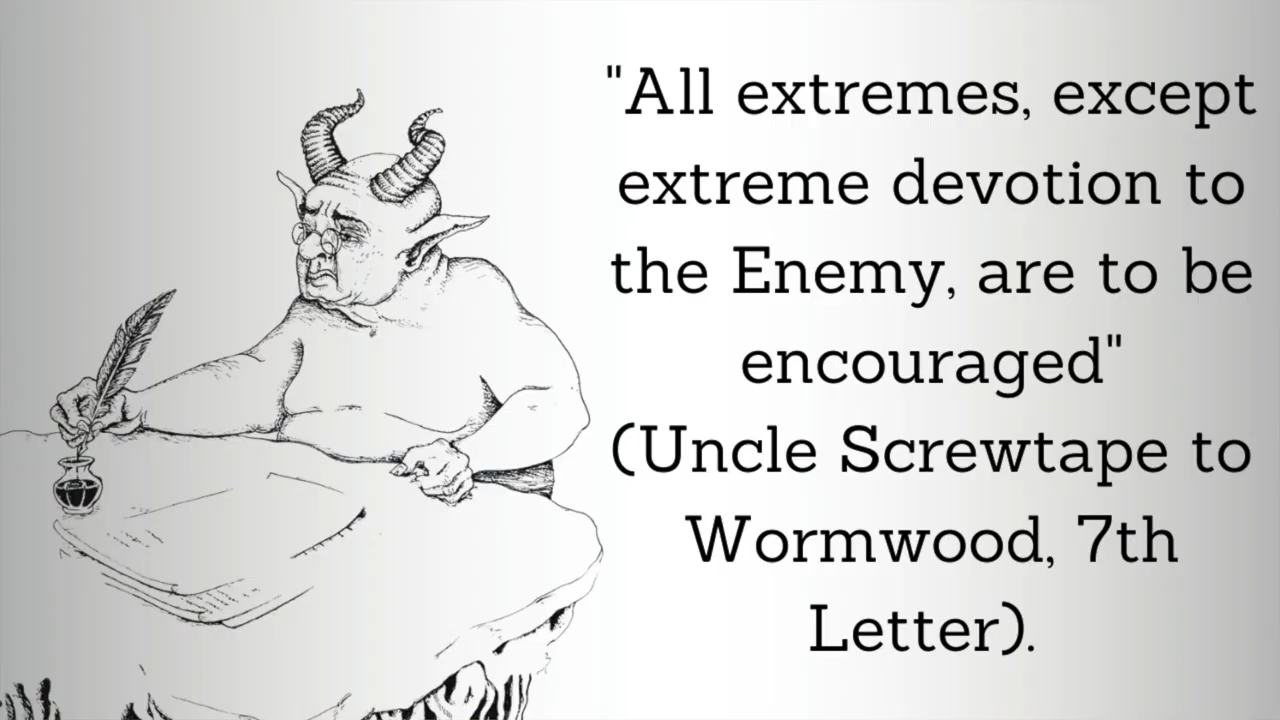 "All extremes, except
extreme devotion to
the Enemy, are to be
encouraged"
(Uncle Screwtape to
Wormwood, 7th
Letter).